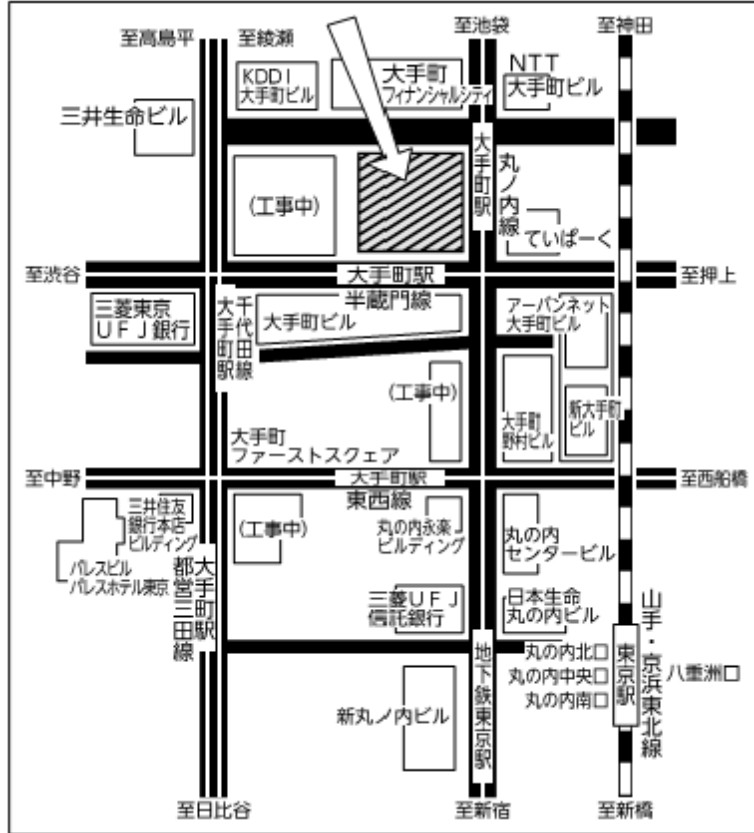 至高島平
至綾瀬
至池袋
至神田
KDDI
大手町ビル
大手町
フィナンシャルシティ
NTT
大手町ビル
三井生命ビル
大手町駅
丸ノ内線
(工事中)
ていぱーく
至渋谷
大手町駅
至押上
半蔵門線
三菱東京
UFJ銀行
千代田線
大手町駅
大手町ビル
アーバンネット
大手町ビル
(工事中)
大手町
野村ビル
新大手町
ビル
大手町
ファーストスクェア
至中野
大手町駅
至西船橋
東西線
三井住友
銀行本店
ビルディング
(工事中)
丸の内永楽
ビルディング
丸の内
センタービル
パレスビル
パレスホテル東京
大手町駅
都営三田線
三菱UFJ
信託銀行
日本生命
丸の内ビル
山手・京浜東北線
地下鉄東京駅
丸の内北口
丸の内中央口
丸の内南口
東京駅
八重洲口
新丸ノ内ビル
至日比谷
至新宿
至新橋